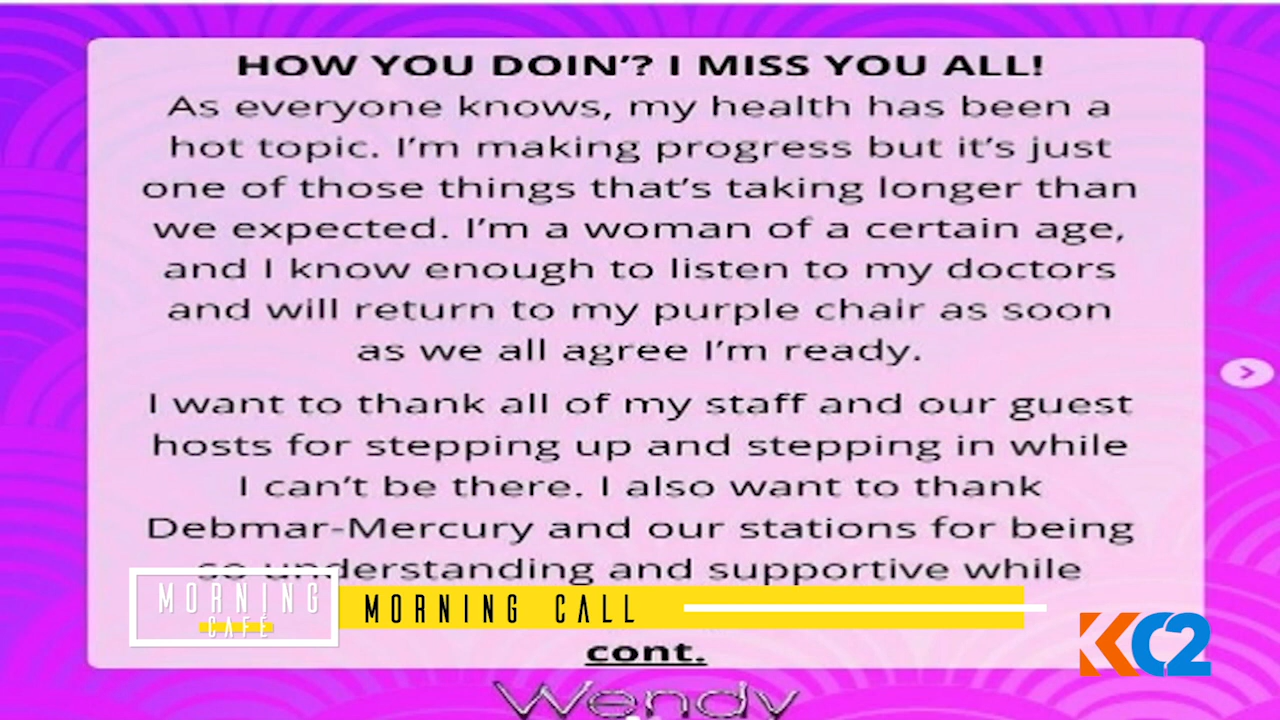 HOW YOU DOIN'? I MISS YOU ALL!
As everyone knows, my health has been a
hot topic. I'm making progress but it's just
one of those things that's taking longer than
we expected. I'm a woman of a certain age,
and I know enough to listen to my doctors
and will return to my purple chair as soon
as we all agree I'm ready.
I want to thank all of my staff and our guest
hosts for stepping up and stepping in while
I can't be there. I also want to thank
Debmar-Mercury and our stations for being
so understanding and supportive while
MORNING
CAFÉ
MORNING CALL
KC2
cont.
Wendy